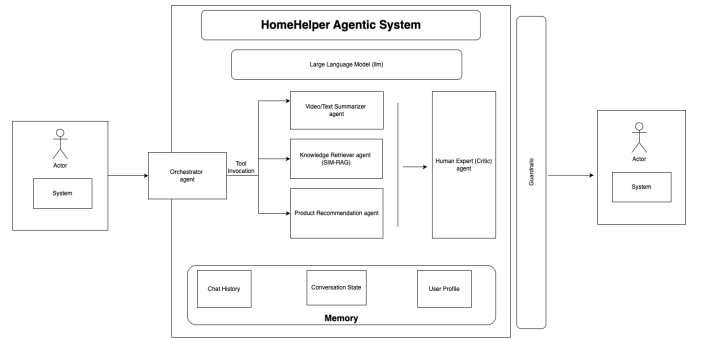 HomeHelper Agentic System
Large Language Model (llm)
Video/Text Summarizer
agent
Actor
System
Orchestrator
agent
Tool
Invocation
Knowledge Retriever agent
(SIM-RAG)
Product Recommendation agent
Human Expert (Critic)
agent
Guardrails
Actor
System
Chat History
Conversation State
User Profile
Memory